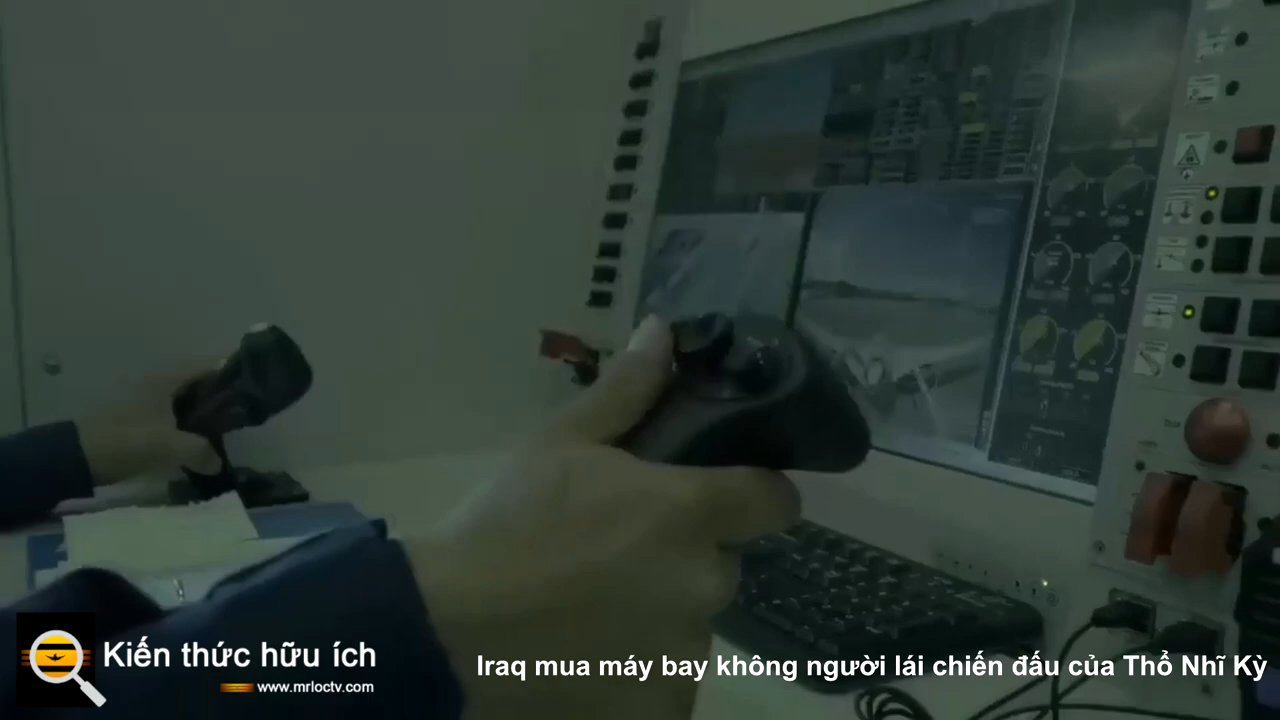 Kiến thức hữu ích
www.mrloctv.com
Iraq mua máy bay không người lái chiến đấu của Thổ Nhĩ Kỳ